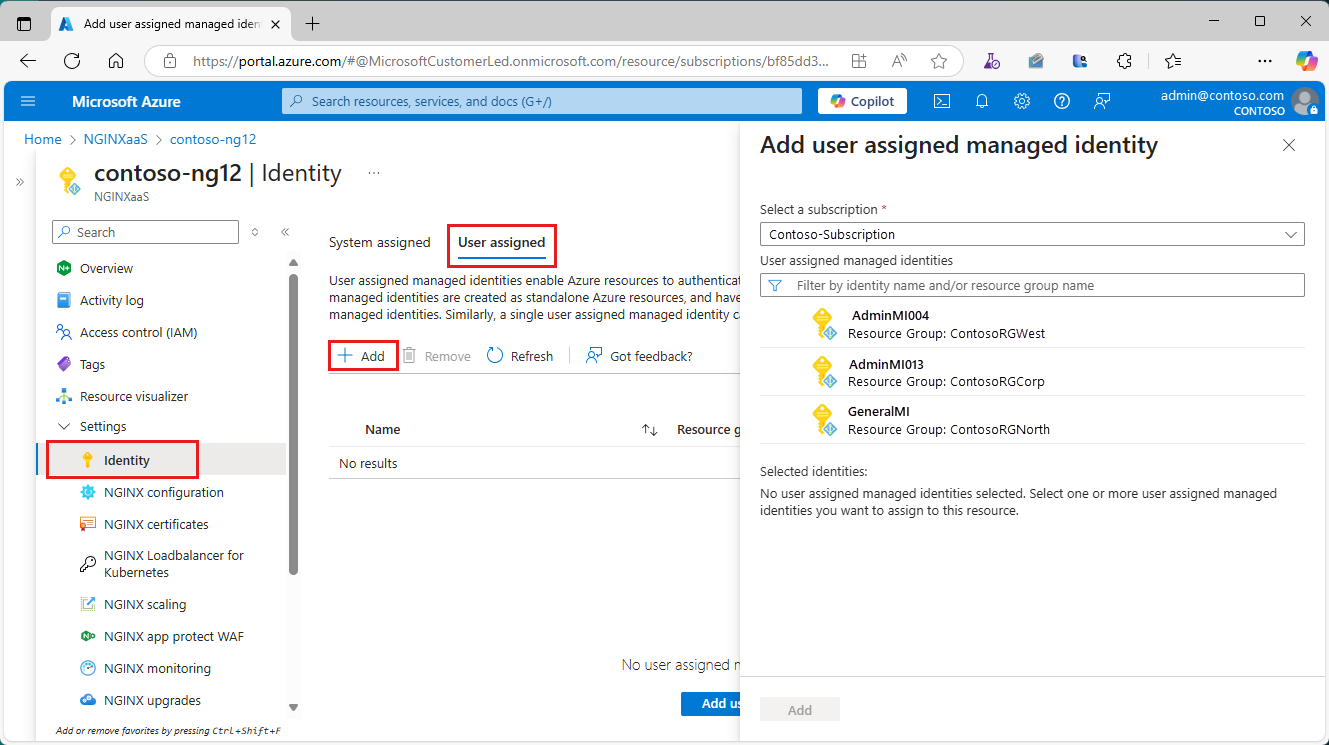 Add user assigned managed iden
https://portal.azure.com/#@MicrosoftCustomerLed.onmicrosoft.com/resource/subscriptions/bf85dd3...
Microsoft Azure
Search resources, services, and docs (G+/)
Copilot
admin@contoso.com
CONTOSO
Home > NGINXaaS > contoso-ng12
contoso-ng12 | Identity ...
NGINXaaS
Search
Overview
Activity log
Access control (IAM)
Tags
Resource visualizer
Settings
Identity
NGINX configuration
NGINX certificates
NGINX Loadbalancer for
Kubernetes
NGINX scaling
NGINX app protect WAF
NGINX monitoring
NGINX upgrades
Add or remove favorites by pressing Ctrl+Shift+F
System assigned
User assigned
User assigned managed identities enable Azure resources to authenticat
managed identities are created as standalone Azure resources, and have
managed identities. Similarly, a single user assigned managed identity c
Add
Remove
Refresh
Got feedback?
Name
Resource g
No results
No user assigned m
Add us
Add user assigned managed identity
Select a subscription *
Contoso-Subscription
User assigned managed identities
Filter by identity name and/or resource group name
AdminMI004
Resource Group: ContosoRGWest
AdminMI013
Resource Group: ContosoRGCorp
GeneralMI
Resource Group: ContosoRGNorth
Selected identities:
No user assigned managed identities selected. Select one or more user assigned managed
identities you want to assign to this resource.
Add